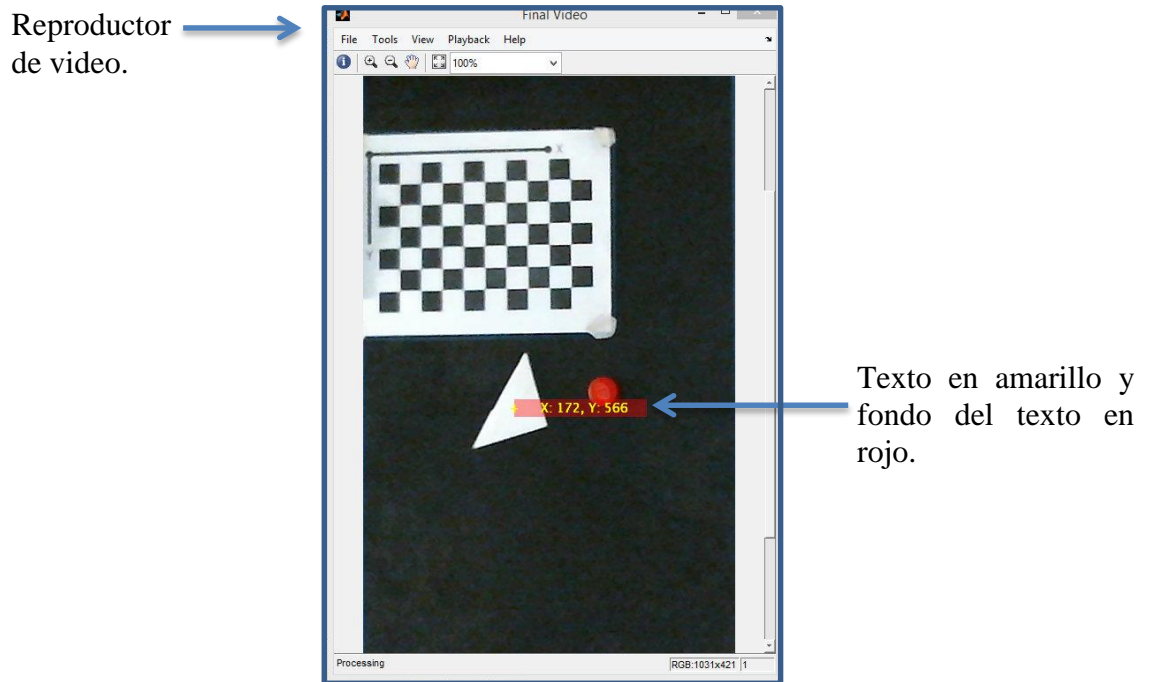 Reproductor
de video.
Final Video
File Tools View Playback Help
100%
X
Y
X: 172, Y: 566
Texto en amarillo y
fondo del texto en
rojo.
Processing
RGB:1031x421 1